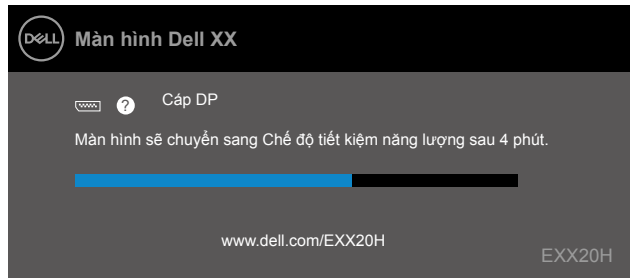 DELL Màn hình Dell XX
? Cáp DP
Màn hình sẽ chuyển sang Chế độ tiết kiệm năng lượng sau 4 phút.
www.dell.com/EXX20H
EXX20H